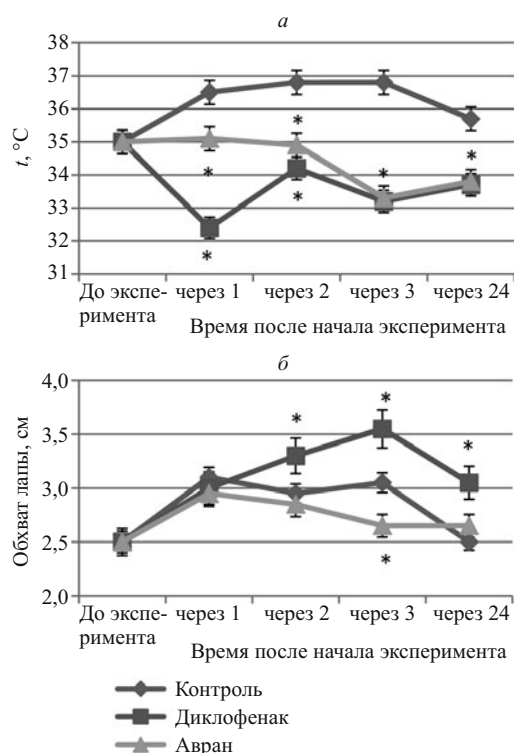 а
38
37
36
35
34
33
32
31
t, °C
*
*
*
*
*
*
До экспе-
римента
через 1
через 2
через 3
через 24
Время после начала эксперимента
б
4,0
3,5
3,0
2,5
2,0
Обхват лапы, см
*
*
*
*
До экспе-
римента
через 1
через 2
через 3
через 24
Время после начала эксперимента
Контроль
Диклофенак
Авран